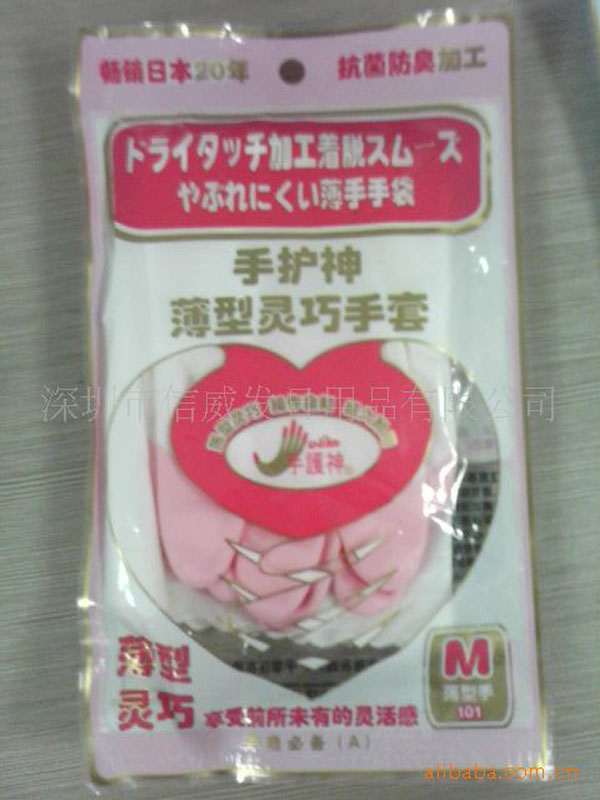 畅销日本20年
抗菌防臭加工
ドライタッチ加工着脱スムーズ
やぶれにくい薄手手袋
手护神
薄型灵巧手套
深圳市信威发日用品有限公司
手護神
薄型
灵巧
享受前所未有的灵活感
M
薄型手
101
必备(A)
alibaba.com.cn